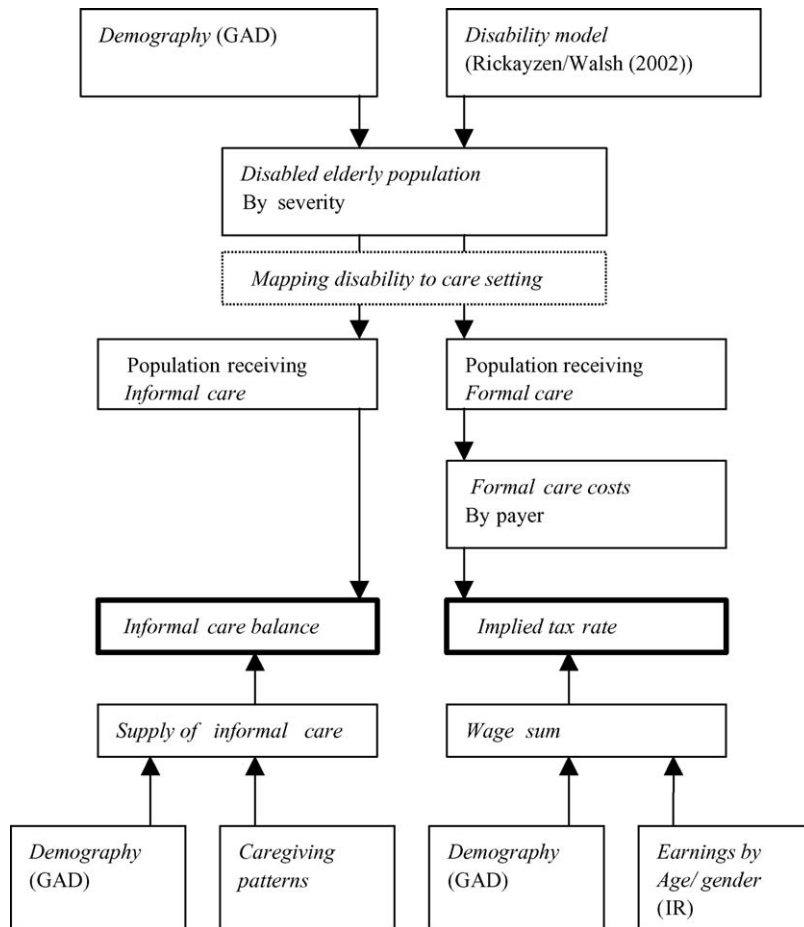 Demography (GAD)
Disability model
(Rickayzen/Walsh (2002))
Disabled elderly population
By severity
Mapping disability to care setting
Population receiving
Informal care
Population receiving
Formal care
Formal care costs
By payer
Informal care balance
Implied tax rate
Supply of informal care
Wage sum
Demography
(GAD)
Caregiving
patterns
Demography
(GAD)
Earnings by
Age/ gender
(IR)